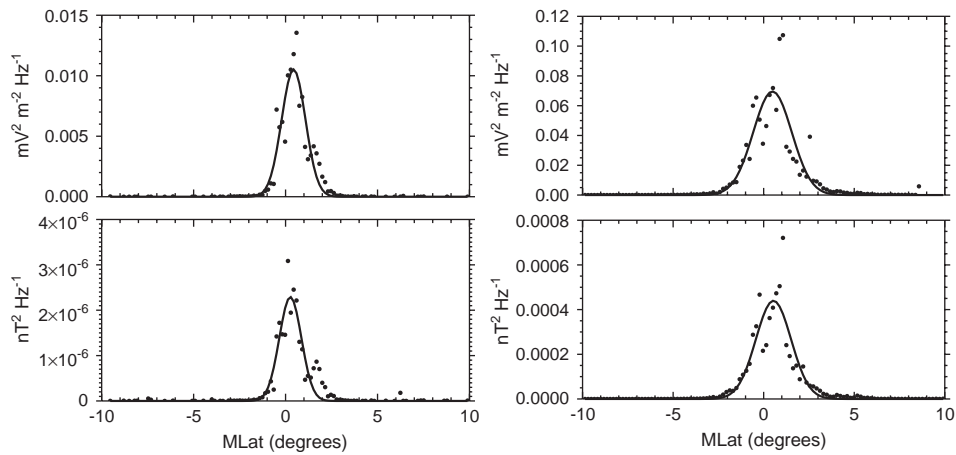 0.015
0.010
0.005
0.000
mV² m⁻² Hz⁻¹
0.12
0.10
0.08
0.06
0.04
0.02
0.00
mV² m⁻² Hz⁻¹
4×10⁻⁶
3×10⁻⁶
2×10⁻⁶
1×10⁻⁶
0
nT² Hz⁻¹
-10 -5 0 5 10
MLat (degrees)
0.0008
0.0006
0.0004
0.0002
0.0000
nT² Hz⁻¹
-10 -5 0 5 10
MLat (degrees)